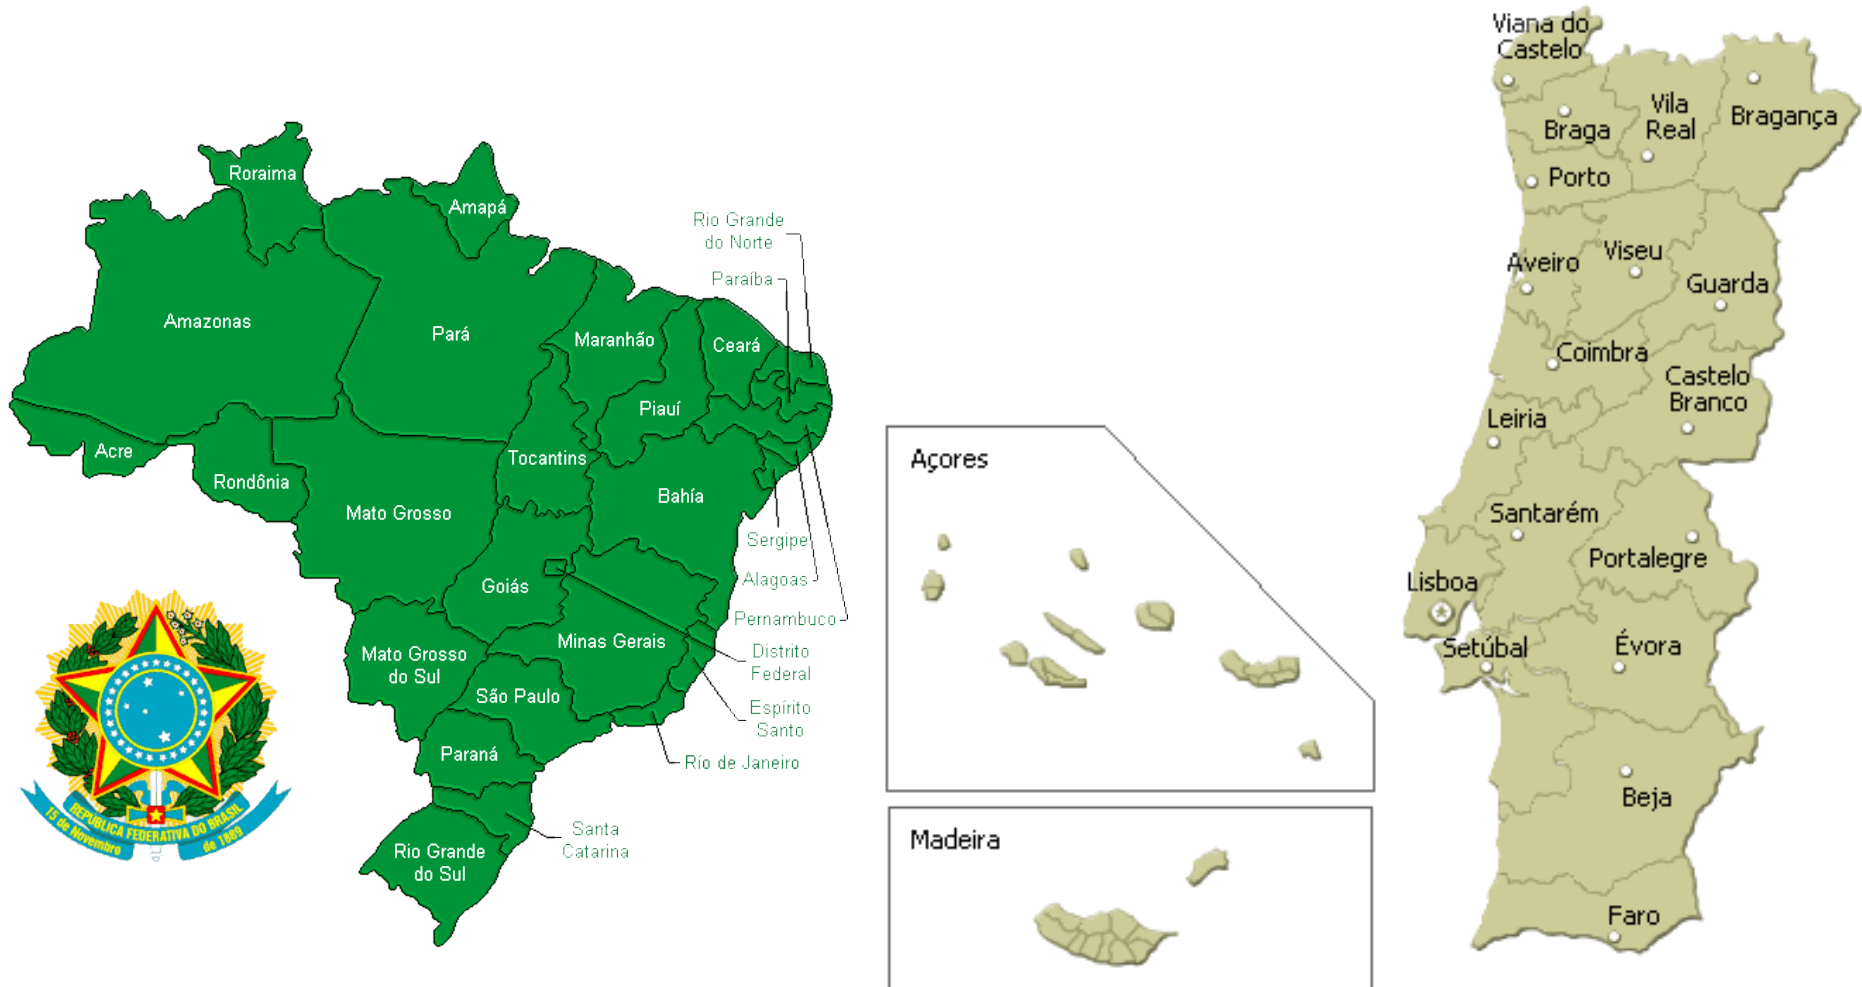 Roraima
Amapá
Rio Grande
do Norte
Paraíba
Amazonas
Pará
Maranhão
Ceará
Piauí
Acre
Rondônia
Tocantins
Mato Grosso
Bahía
Sergipe
Alagoas
Pernambuco
Goiás
Distrito
Federal
Minas Gerais
Mato Grosso
do Sul
São Paulo
Espírito
Santo
Río de Janeiro
Paraná
Santa
Catarina
Rio Grande
do Sul
REPUBLICA FEDERATIVA DO BRASIL
15 de Novembro
de 1889
Açores
Madeira
Viana do
Castelo
Braga
Vila
Real
Bragança
Porto
Aveiro
Viseu
Guarda
Coimbra
Castelo
Branco
Leiria
Santarém
Portalegre
Lisboa
Setúbal
Évora
Beja
Faro